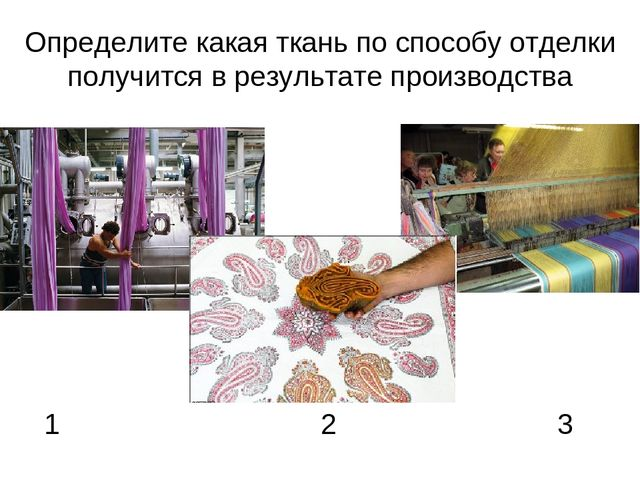 Определите какая ткань по способу отделки
получится в результате производства
1 2 3